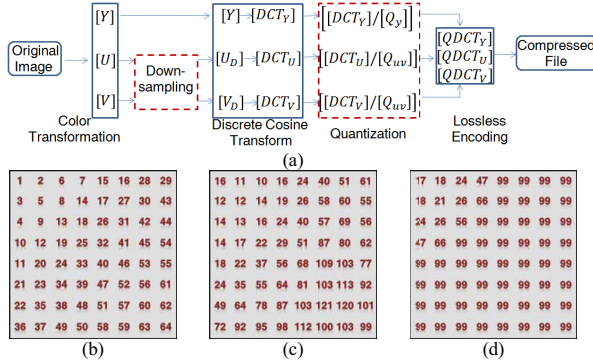 [Y] [Y] [DCT_Y] [[DCT_Y]/[Q_y]]
Original Image
[U] Down-sampling [U_D] [DCT_U] [[DCT_U]/[Q_uv]]
[QDCT_Y]
[QDCT_U]
[QDCT_V]
Compressed File
[V] [V_D] [DCT_V] [[DCT_V]/[Q_uv]]
Color Transformation
Discrete Cosine Transform
Quantization
Lossless Encoding
(a)
1 2 6 7 15 16 28 29
3 5 8 14 17 27 30 43
4 9 13 18 26 31 42 44
10 12 19 25 32 41 45 54
11 20 24 33 40 46 53 55
21 23 34 39 47 52 56 61
22 35 38 48 51 57 60 62
36 37 49 50 58 59 63 64
(b)
16 11 10 16 24 40 51 61
12 12 14 19 26 58 60 55
14 13 16 24 40 57 69 56
14 17 22 29 51 87 80 62
18 22 37 56 68 109 103 77
24 35 55 64 81 103 113 92
49 64 78 87 103 121 120 101
72 92 95 98 112 100 103 99
(c)
17 18 24 47 99 99 99 99
18 21 26 66 99 99 99 99
24 26 56 99 99 99 99 99
47 66 99 99 99 99 99 99
99 99 99 99 99 99 99 99
99 99 99 99 99 99 99 99
99 99 99 99 99 99 99 99
99 99 99 99 99 99 99 99
(d)